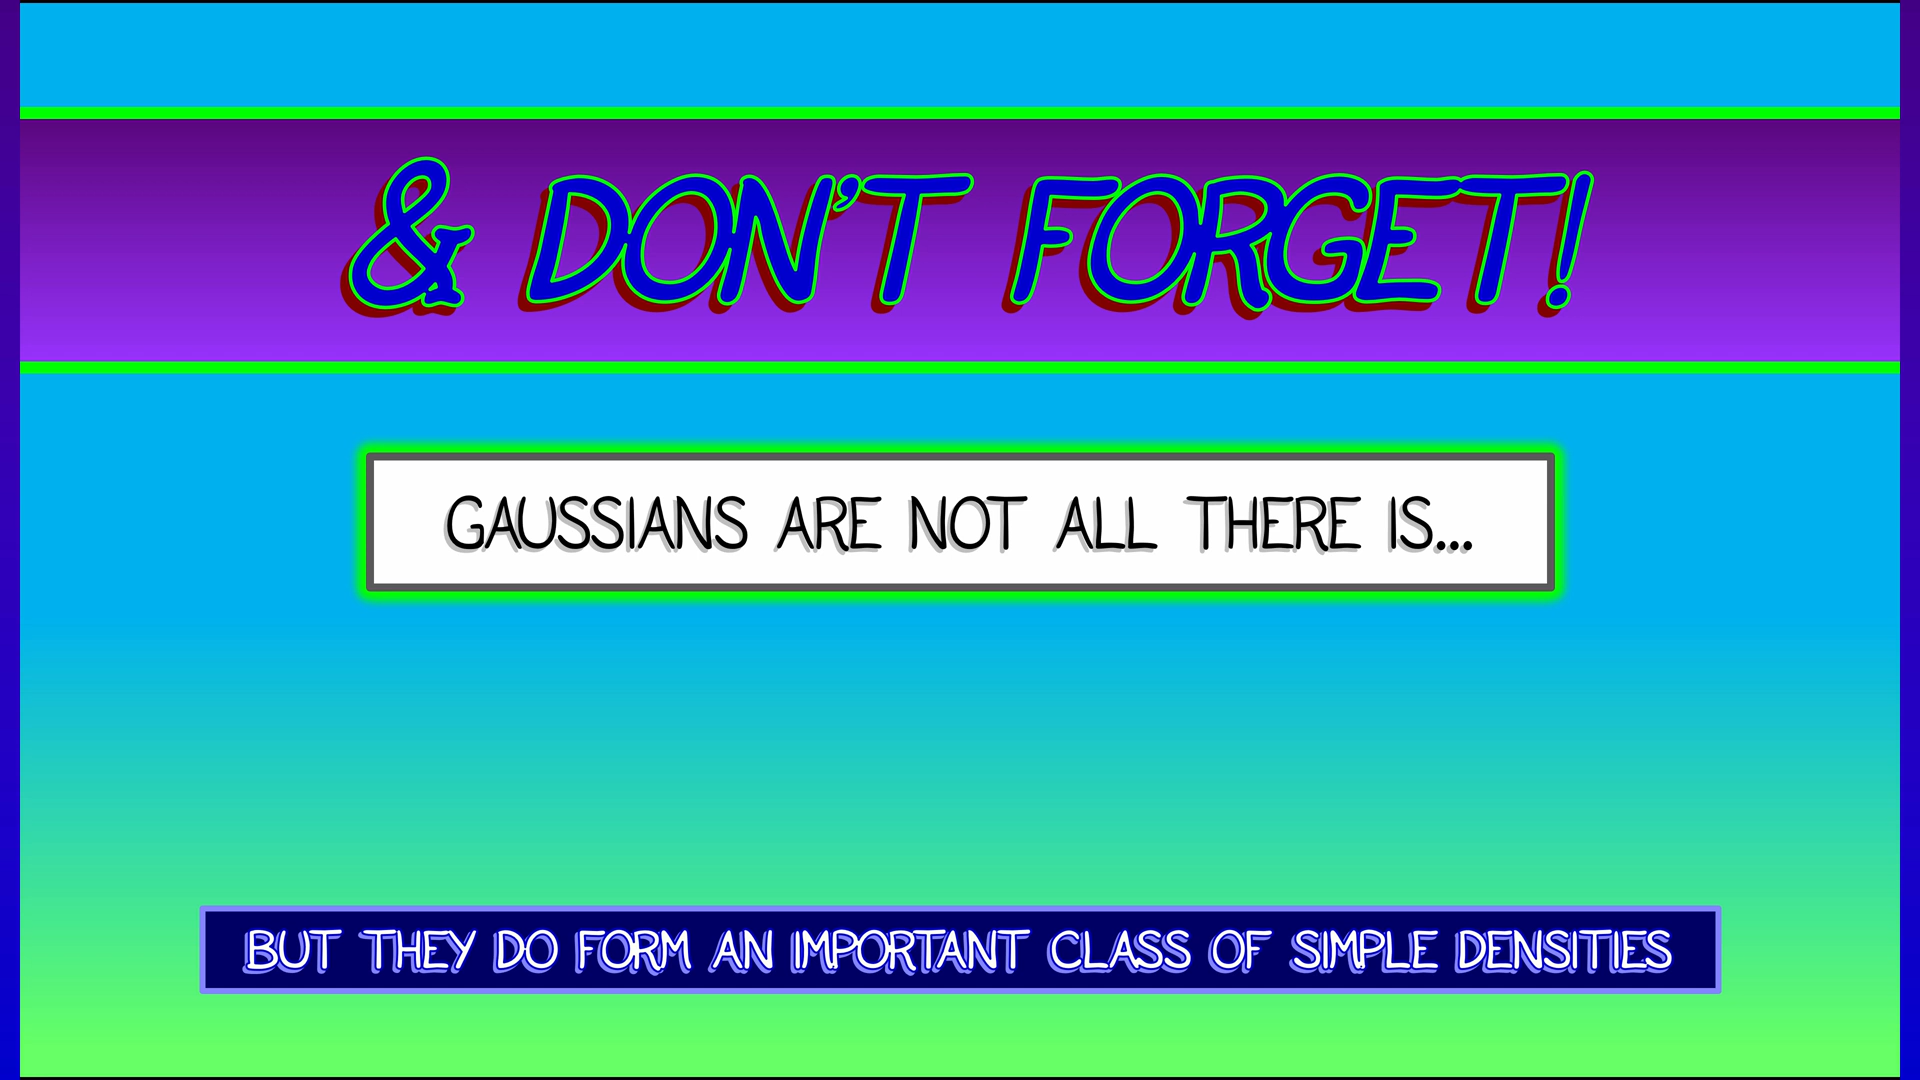 & DON'T FORGET!
GAUSSIANS ARE NOT ALL THERE IS...
BUT THEY DO FORM AN IMPORTANT CLASS OF SIMPLE DENSITIES